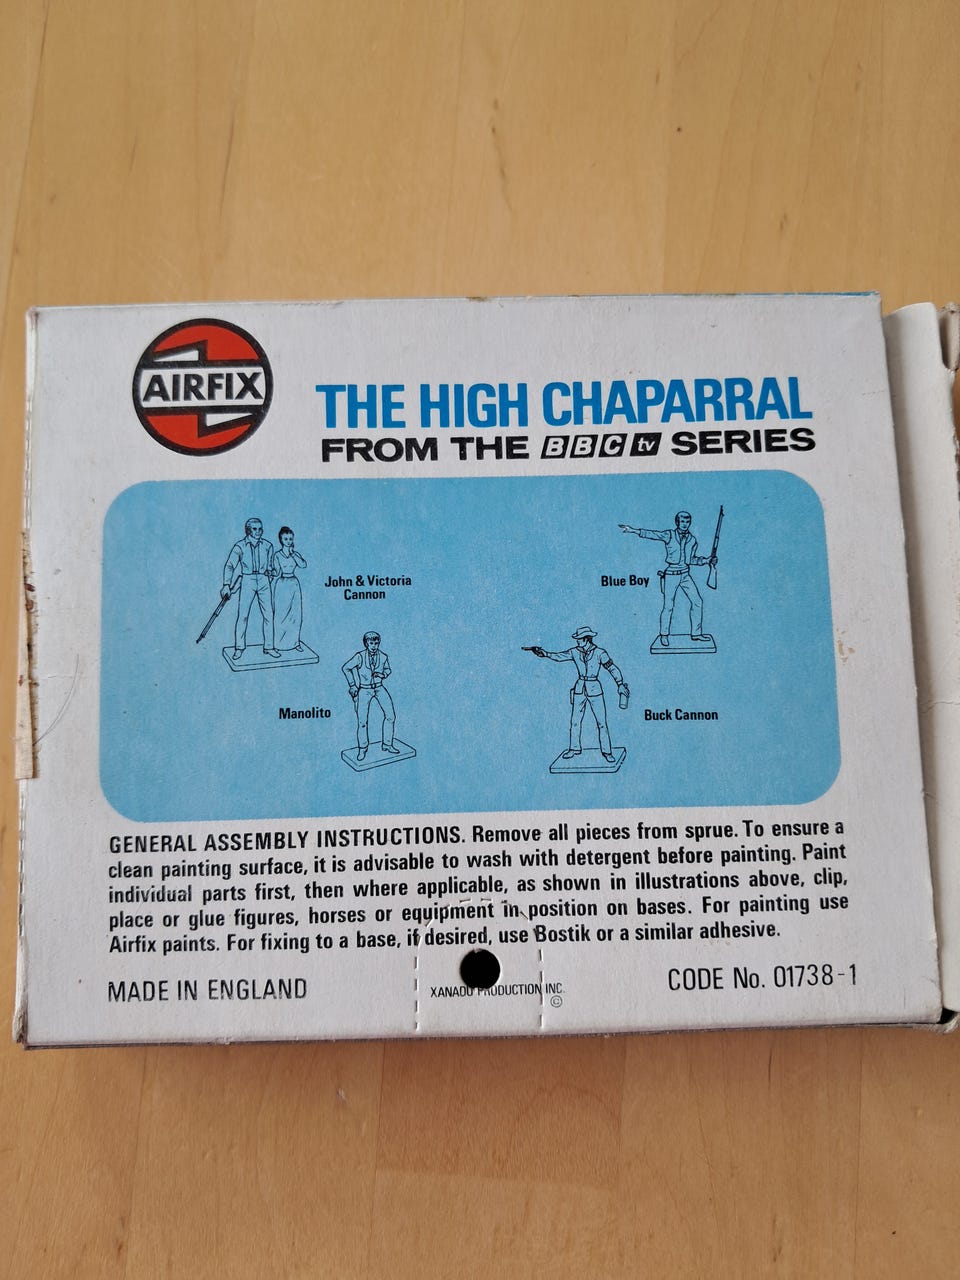 AIRFIX
THE HIGH CHAPARRAL
FROM THE BBC tv SERIES
John & Victoria
Cannon
Blue Boy
Manolito
Buck Cannon
GENERAL ASSEMBLY INSTRUCTIONS. Remove all pieces from sprue. To ensure a
clean painting surface, it is advisable to wash with detergent before painting. Paint
individual parts first, then where applicable, as shown in illustrations above, clip,
place or glue figures, horses or equipment in position on bases. For painting use
Airfix paints. For fixing to a base, if desired, use Bostik or a similar adhesive.
MADE IN ENGLAND
XANADU PRODUCTION INC.
©
CODE No. 01738-1